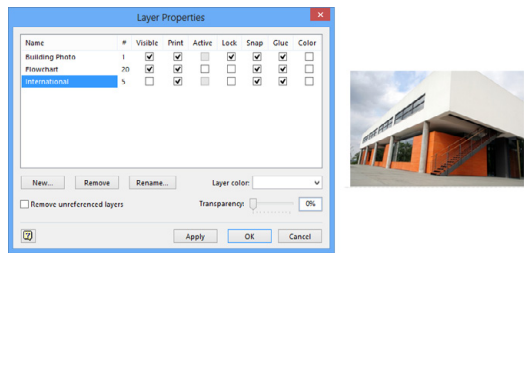 Layer Properties
Name # Visible Print Active Lock Snap Glue Color
Building Photo 1
Flowchart 20
International 5
New... Remove Rename... Layer color:
Remove unreferenced layers Transparency: 0%
Apply OK Cancel